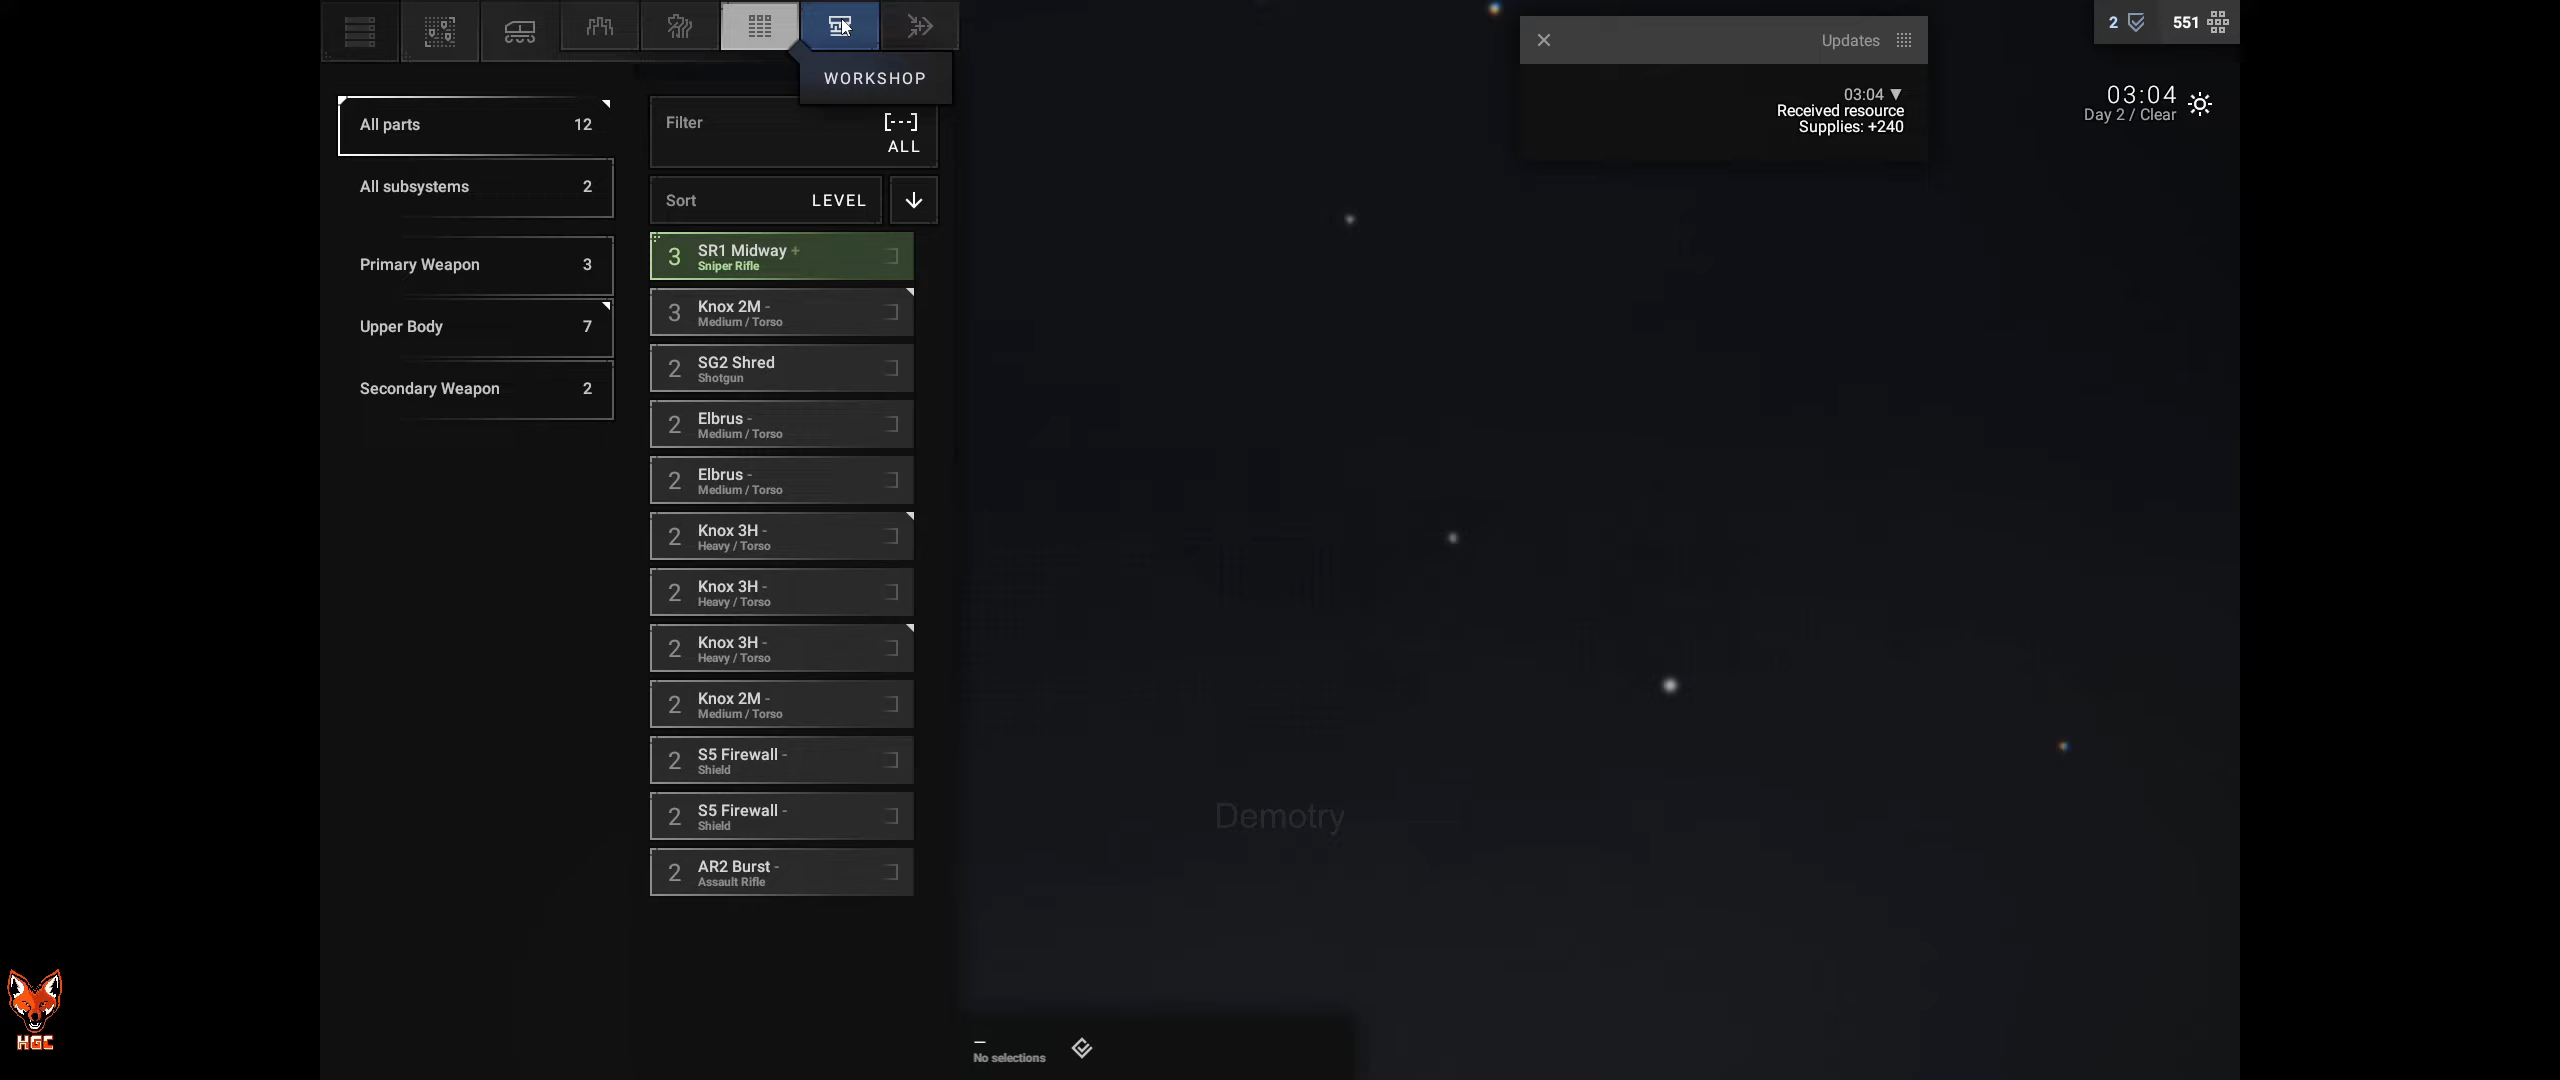 WORKSHOP
Updates
2
551
03:04 ▼
Received resource
Supplies: +240
03:04
Day 2 / Clear
All parts 12
All subsystems 2
Primary Weapon 3
Upper Body 7
Secondary Weapon 2
Filter [---]
ALL
Sort LEVEL
3 SR1 Midway +
Sniper Rifle
3 Knox 2M -
Medium / Torso
2 SG2 Shred
Shotgun
2 Elbrus -
Medium / Torso
2 Elbrus -
Medium / Torso
2 Knox 3H -
Heavy / Torso
2 Knox 3H -
Heavy / Torso
2 Knox 3H -
Heavy / Torso
2 Knox 2M -
Medium / Torso
2 S5 Firewall -
Shield
2 S5 Firewall -
Shield
2 AR2 Burst -
Assault Rifle
Demotry
–
No selections
HGC